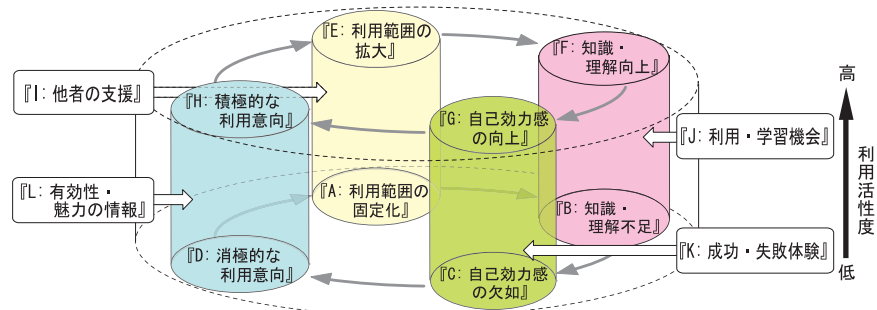 『E: 利用範囲の
拡大』
『F: 知識・
理解向上』
高
『I: 他者の支援』
『H: 積極的な
利用意向』
『G: 自己効力感
の向上』
『J: 利用・学習機会』
利用活性度
『L: 有効性・
魅力の情報』
『A: 利用範囲の
固定化』
『B: 知識・
理解不足』
『D: 消極的な
利用意向』
『C: 自己効力感
の欠如』
『K: 成功・失敗体験』
低